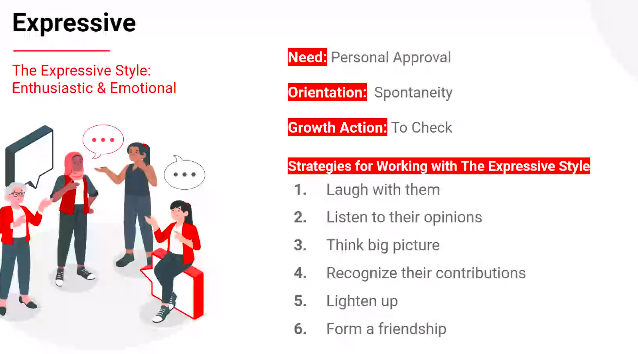 Expressive
The Expressive Style:
Enthusiastic & Emotional
Need: Personal Approval
Orientation: Spontaneity
Growth Action: To Check
Strategies for Working with The Expressive Style
1. Laugh with them
2. Listen to their opinions
3. Think big picture
4. Recognize their contributions
5. Lighten up
6. Form a friendship